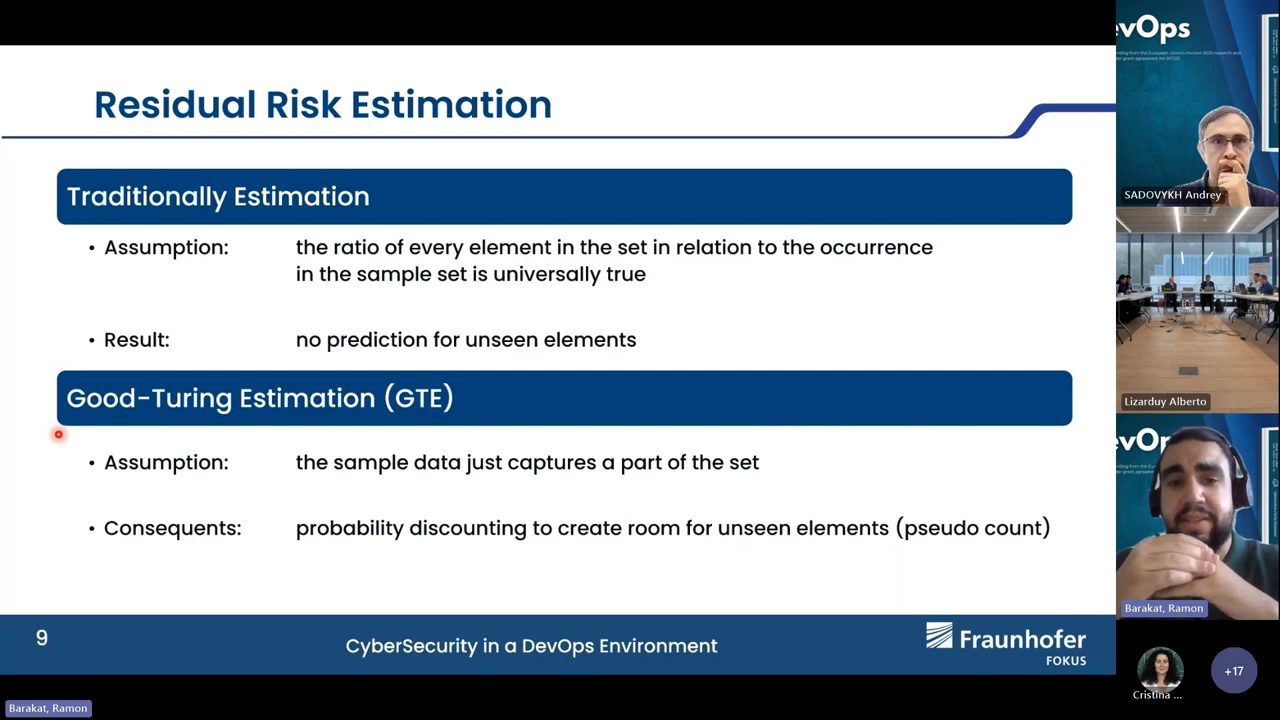 Residual Risk Estimation
Traditionally Estimation
• Assumption: the ratio of every element in the set in relation to the occurrence
in the sample set is universally true
• Result: no prediction for unseen elements
Good-Turing Estimation (GTE)
• Assumption: the sample data just captures a part of the set
• Consequents: probability discounting to create room for unseen elements (pseudo count)
9
CyberSecurity in a DevOps Environment
Fraunhofer
FOKUS
vOps
SADOVYKH Andrey
Lizarduy Alberto
Barakat, Ramon
Cristina ...
+17
Barakat, Ramon